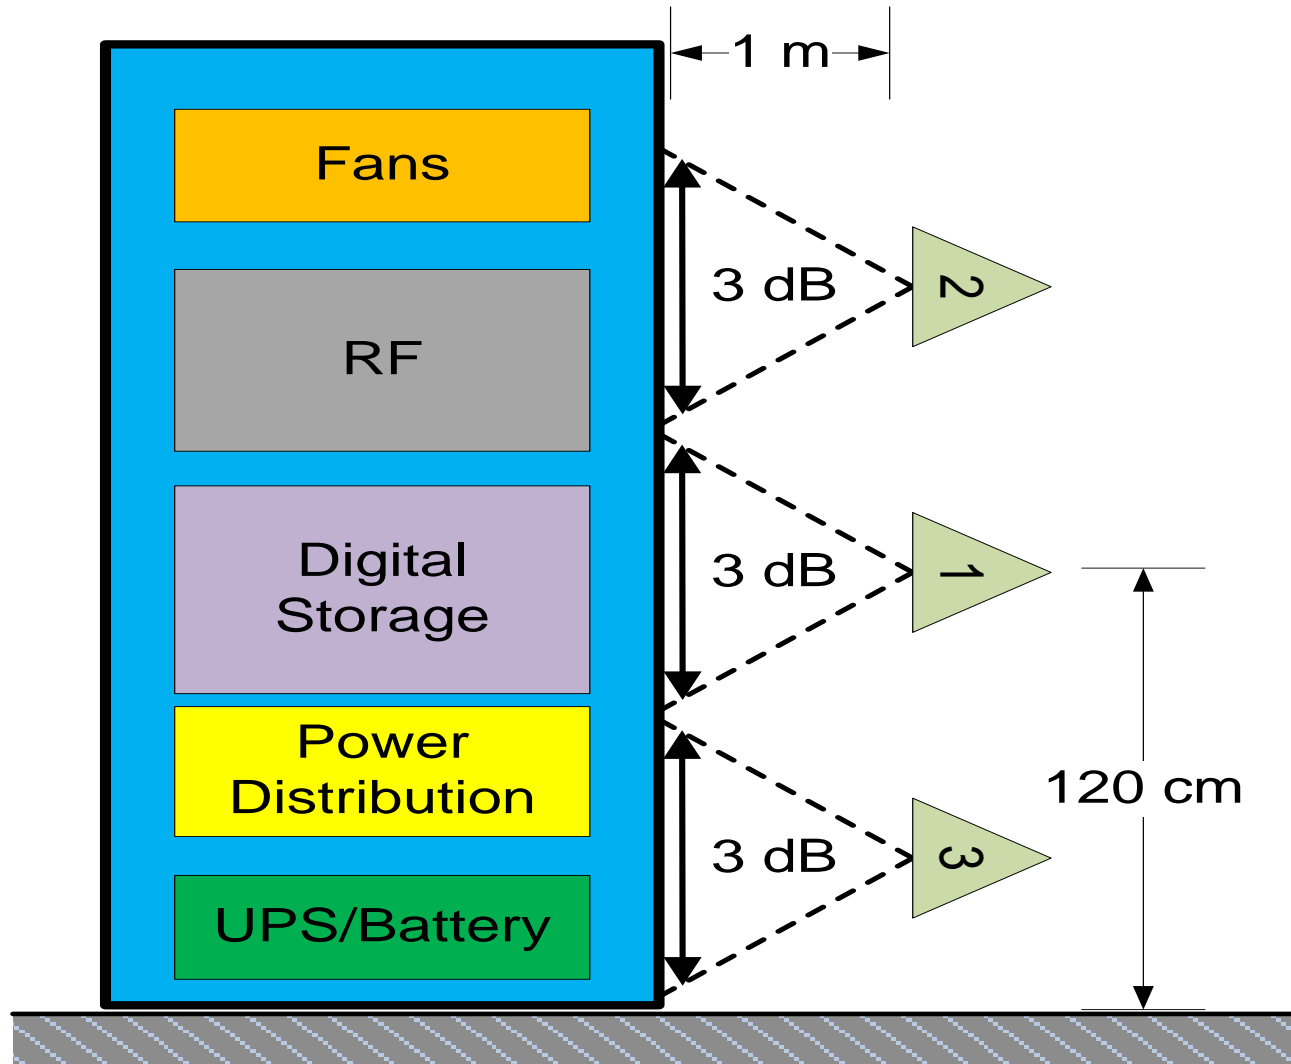 1 m
Fans
3 dB
2
RF
Digital
Storage
3 dB
1
Power
Distribution
120 cm
3 dB
3
UPS/Battery